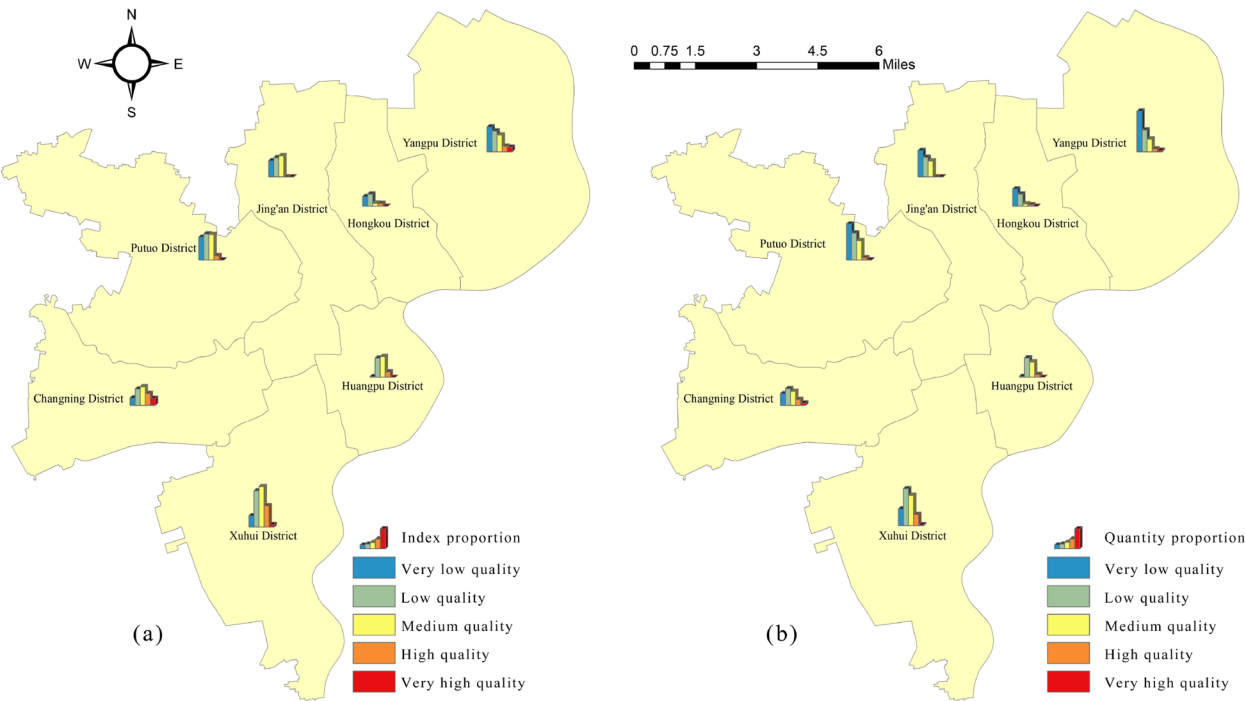 N
W E
S
0 0.75 1.5 3 4.5 6
Miles
Yangpu District
Jing'an District
Hongkou District
Putuo District
Huangpu District
Changning District
Xuhui District
Index proportion
Very low quality
Low quality
Medium quality
High quality
Very high quality
(a)
Yangpu District
Jing'an District
Hongkou District
Putuo District
Huangpu District
Changning District
Xuhui District
Quantity proportion
Very low quality
Low quality
Medium quality
High quality
Very high quality
(b)